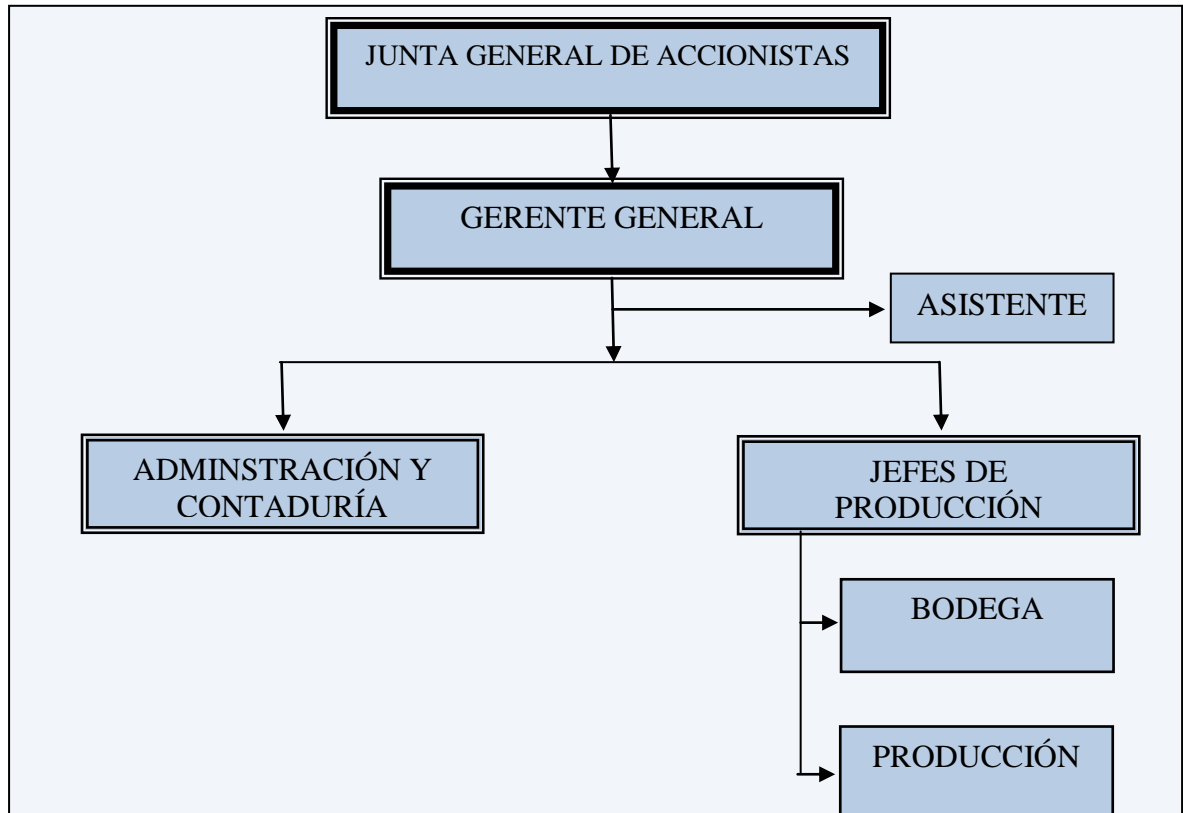 JUNTA GENERAL DE ACCIONISTAS
GERENTE GENERAL
ASISTENTE
ADMINSTRACIÓN Y
CONTADURÍA
JEFES DE
PRODUCCIÓN
BODEGA
PRODUCCIÓN